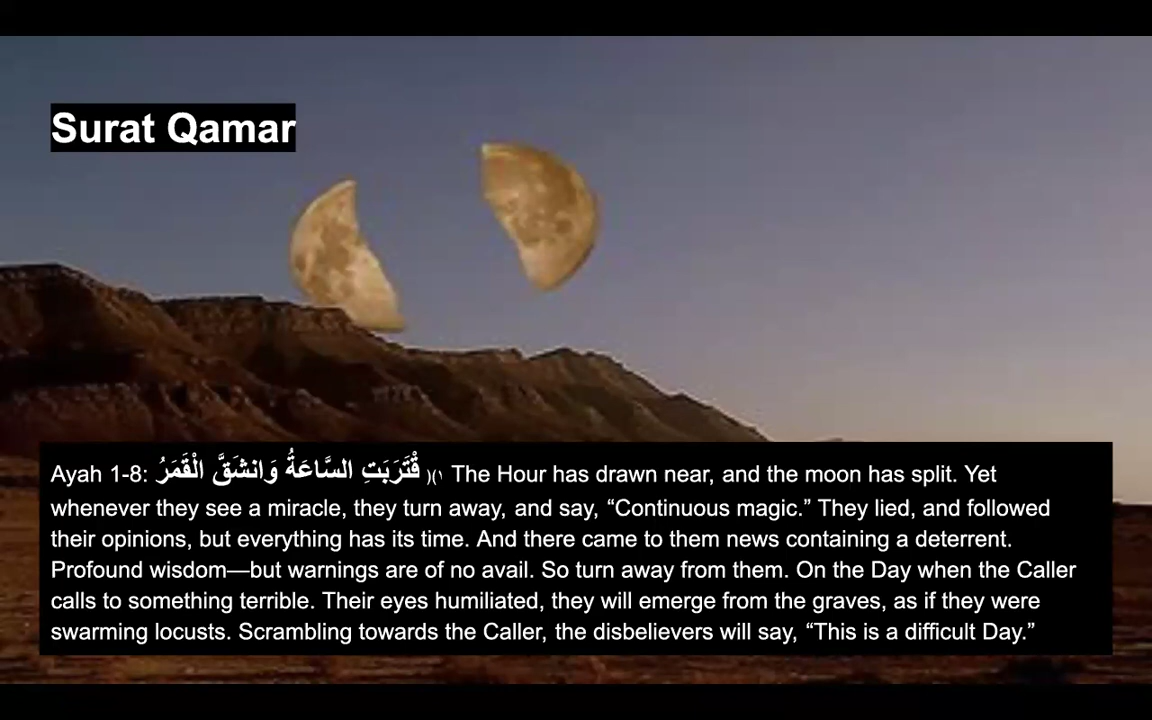 Surat Qamar
Ayah 1-8: قْتَرَبَتِ السَّاعَةُ وَانشَقَّ الْقَمَرُ )(١ The Hour has drawn near, and the moon has split. Yet
whenever they see a miracle, they turn away, and say, “Continuous magic.” They lied, and followed
their opinions, but everything has its time. And there came to them news containing a deterrent.
Profound wisdom—but warnings are of no avail. So turn away from them. On the Day when the Caller
calls to something terrible. Their eyes humiliated, they will emerge from the graves, as if they were
swarming locusts. Scrambling towards the Caller, the disbelievers will say, “This is a difficult Day.”